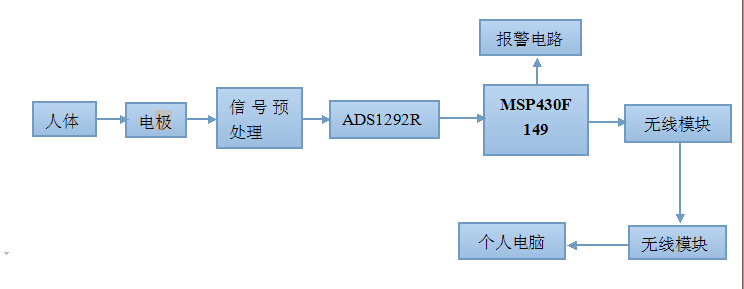 报警电路
人体
电极
信号预
处理
ADS1292R
MSP430F
149
无线模块
个人电脑
无线模块